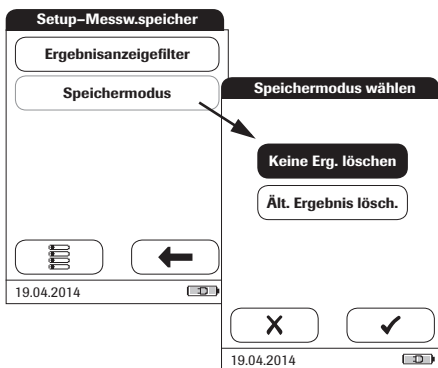 Setup–Messw.speicher
Ergebnisanzeigefilter
Speichermodus
19.04.2014
Speichermodus wählen
Keine Erg. löschen
Ält. Ergebnis lösch.
19.04.2014